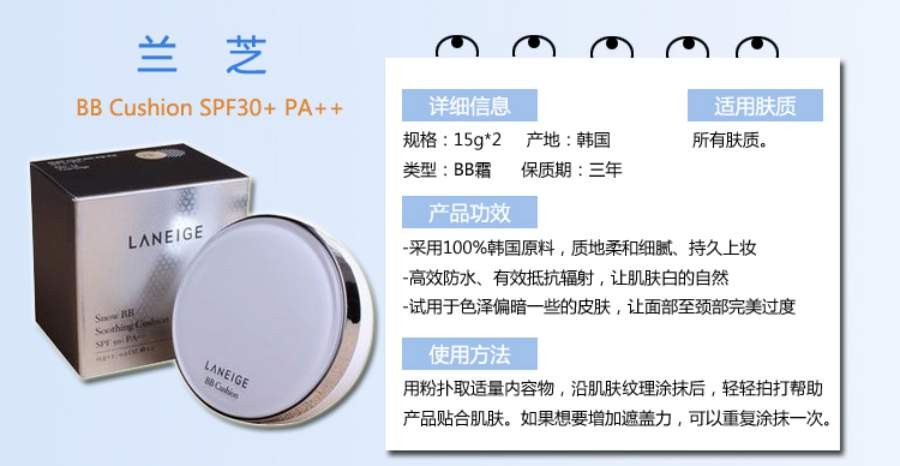 兰 芝
BB Cushion SPF30+ PA++
LANEIGE
Snow BB
Soothing Cushion
LANEIGE
BB Cushion
详细信息
适用肤质
规格：15g*2 产地：韩国
所有肤质。
类型：BB霜 保质期：三年
产品功效
-采用100%韩国原料，质地柔和细腻、持久上妆
-高效防水、有效抵抗辐射，让肌肤白的自然
-试用于色泽偏暗一些的皮肤，让面部至颈部完美过度
使用方法
用粉扑取适量内容物，沿肌肤纹理涂抹后，轻轻拍打帮助
产品贴合肌肤。如果想要增加遮盖力，可以重复涂抹一次。